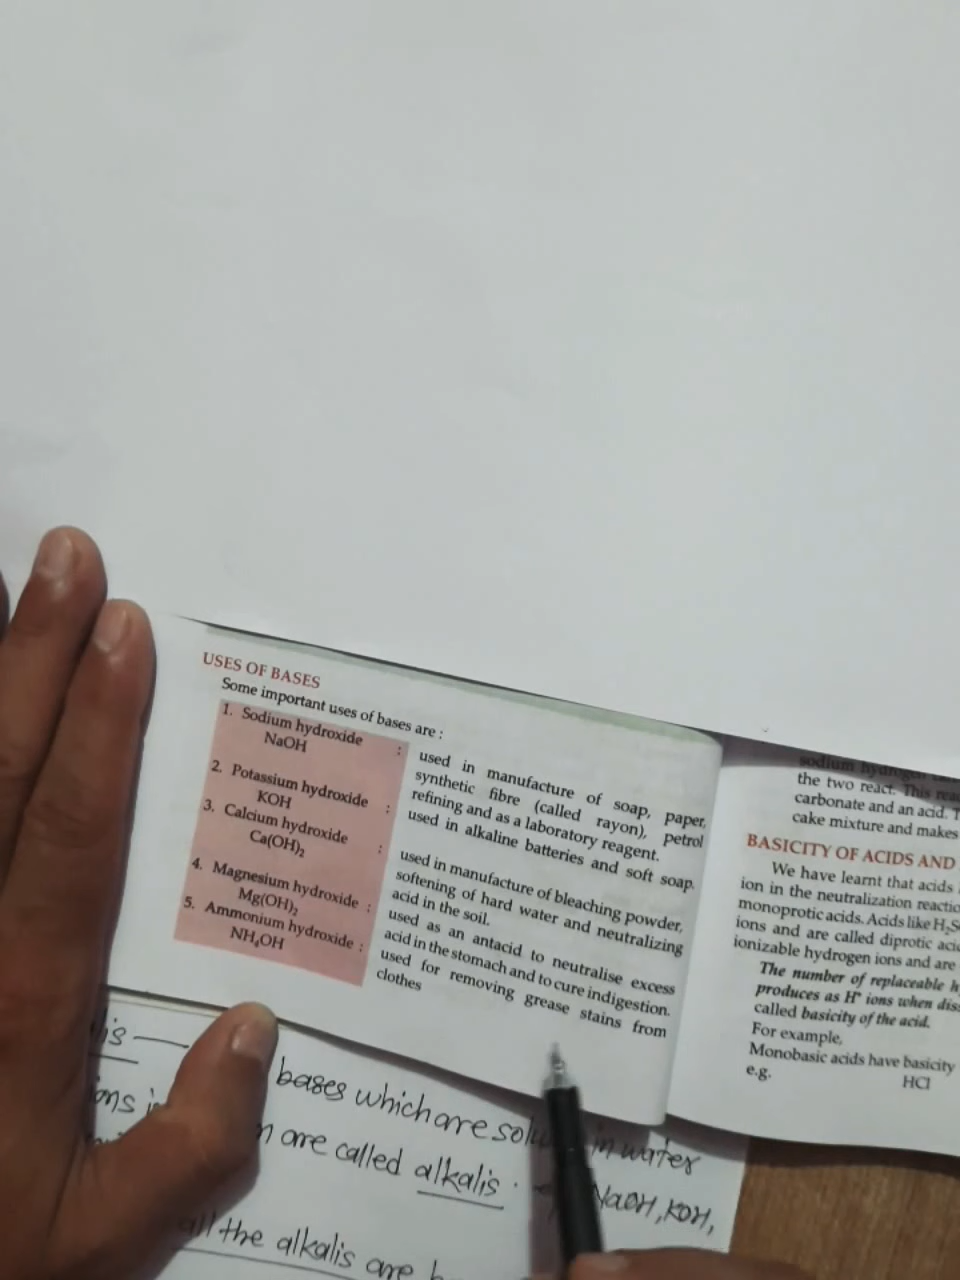 USES OF BASES
Some important uses of bases are :
1. Sodium hydroxide :
NaOH
used in manufacture of soap, paper,
synthetic fibre (called rayon), petrol
refining and as a laboratory reagent.
2. Potassium hydroxide :
KOH
used in alkaline batteries and soft soap.
3. Calcium hydroxide :
Ca(OH)₂
used in manufacture of bleaching powder,
softening of hard water and neutralizing
acid in the soil.
4. Magnesium hydroxide :
Mg(OH)₂
used as an antacid to neutralise excess
acid in the stomach and to cure indigestion.
5. Ammonium hydroxide :
NH₄OH
used for removing grease stains from
clothes
sodium hydrogen
the two react. This
carbonate and an acid.
cake mixture and makes
BASICITY OF ACIDS AND
We have learnt that acids
ion in the neutralization
monoprotic acids. Acids like
ions and are called diprotic
ionizable hydrogen ions and are
The number of replaceable
produces as H⁺ ions when
called basicity of the acid.
For example,
Monobasic acids have basicity
e.g. HCl
bases which are in water
are called alkalis. NaOH, KOH,
all the alkalis are